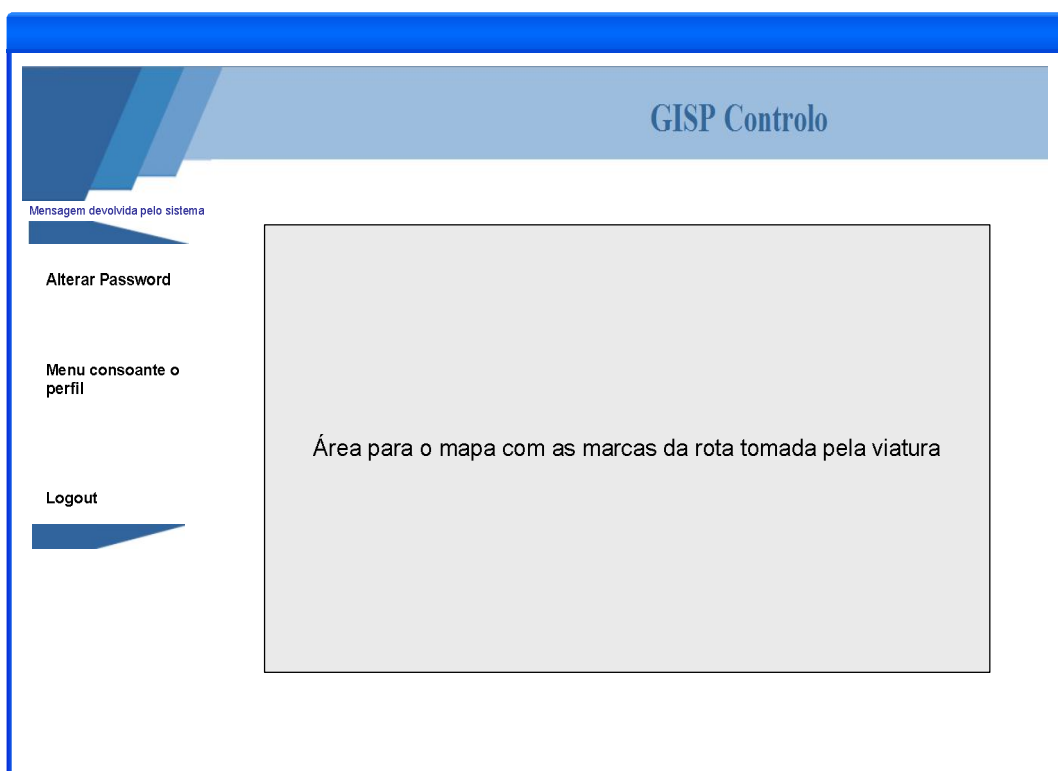 GISP Controlo
Mensagem devolvida pelo sistema
Alterar Password
Menu consoante o
perfil
Logout
Área para o mapa com as marcas da rota tomada pela viatura